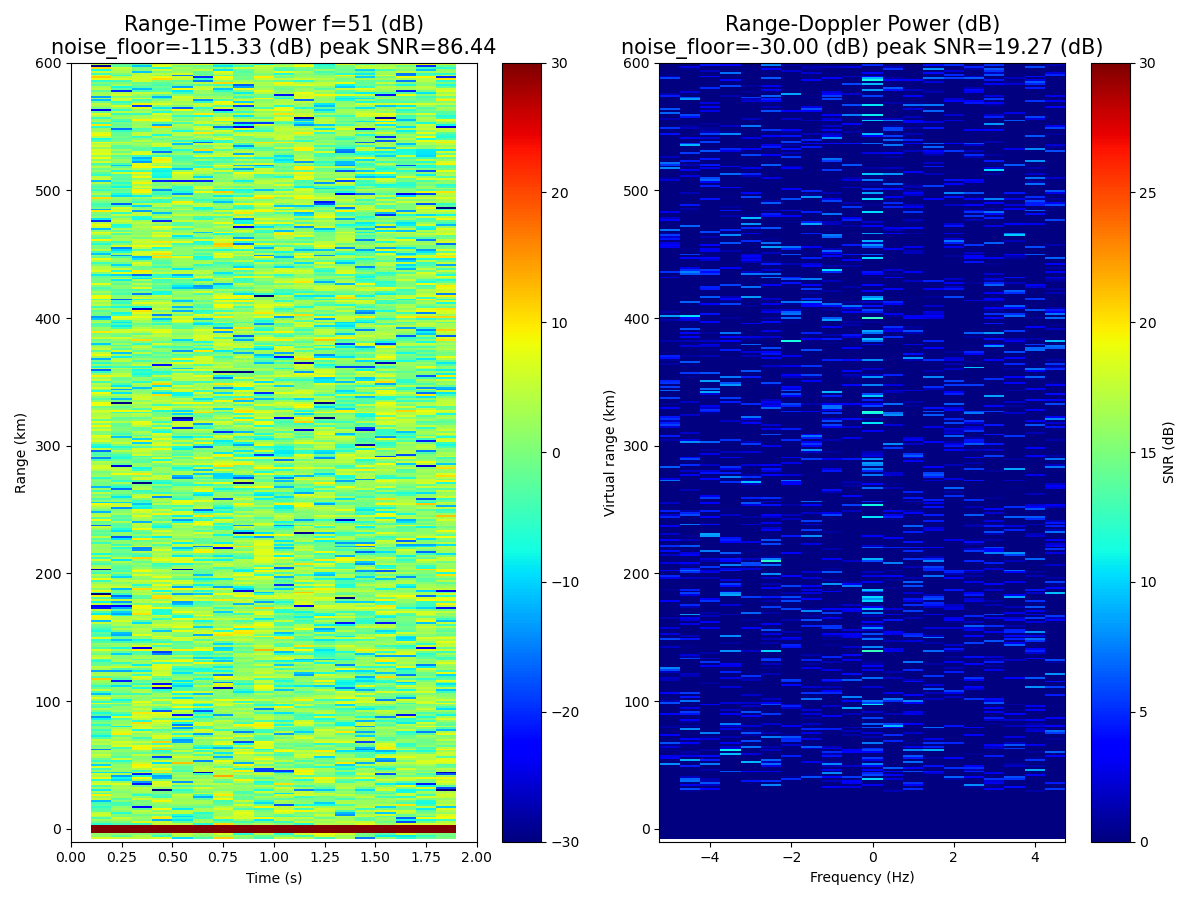 Range-Time Power f=51 (dB)
noise_floor=-115.33 (dB) peak SNR=86.44
600
500
400
300
200
100
0
Range (km)
0.00 0.25 0.50 0.75 1.00 1.25 1.50 1.75 2.00
Time (s)
30
20
10
0
−10
−20
−30
Range-Doppler Power (dB)
noise_floor=-30.00 (dB) peak SNR=19.27 (dB)
600
500
400
300
200
100
0
Virtual range (km)
−4 −2 0 2 4
Frequency (Hz)
30
25
20
15
10
5
0
SNR (dB)